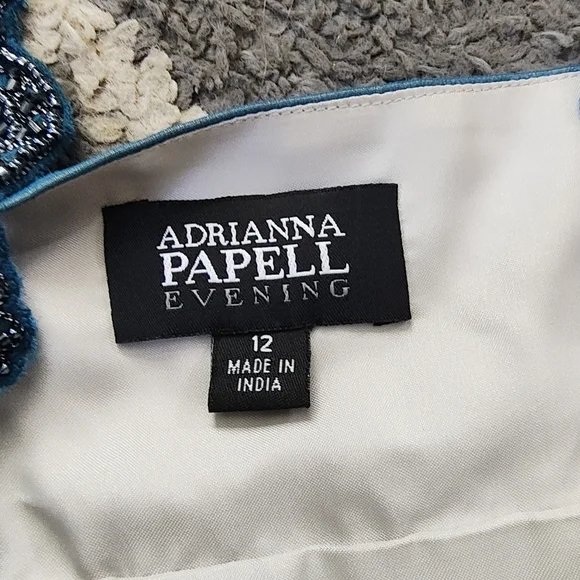 ADRIANNA
PAPELL
EVENING
12
MADE IN
INDIA